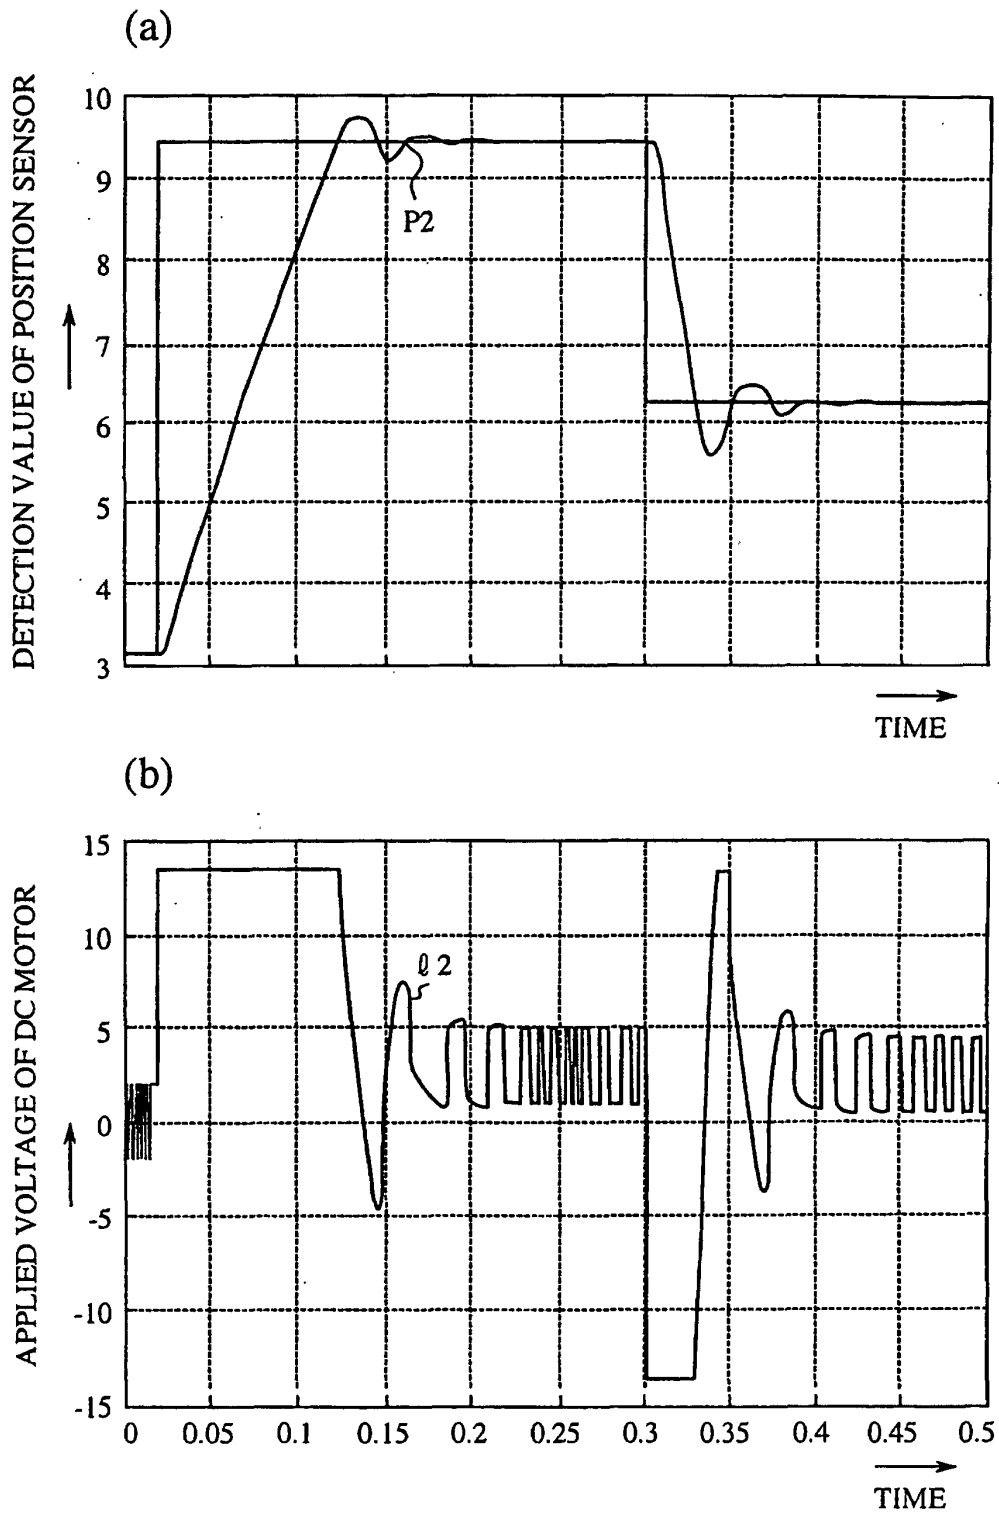 (a)
DETECTION VALUE OF POSITION SENSOR
10
9
8
7
6
5
4
3
P2
TIME
(b)
APPLIED VOLTAGE OF DC MOTOR
15
10
5
0
-5
-10
-15
ℓ2
0 0.05 0.1 0.15 0.2 0.25 0.3 0.35 0.4 0.45 0.5
TIME